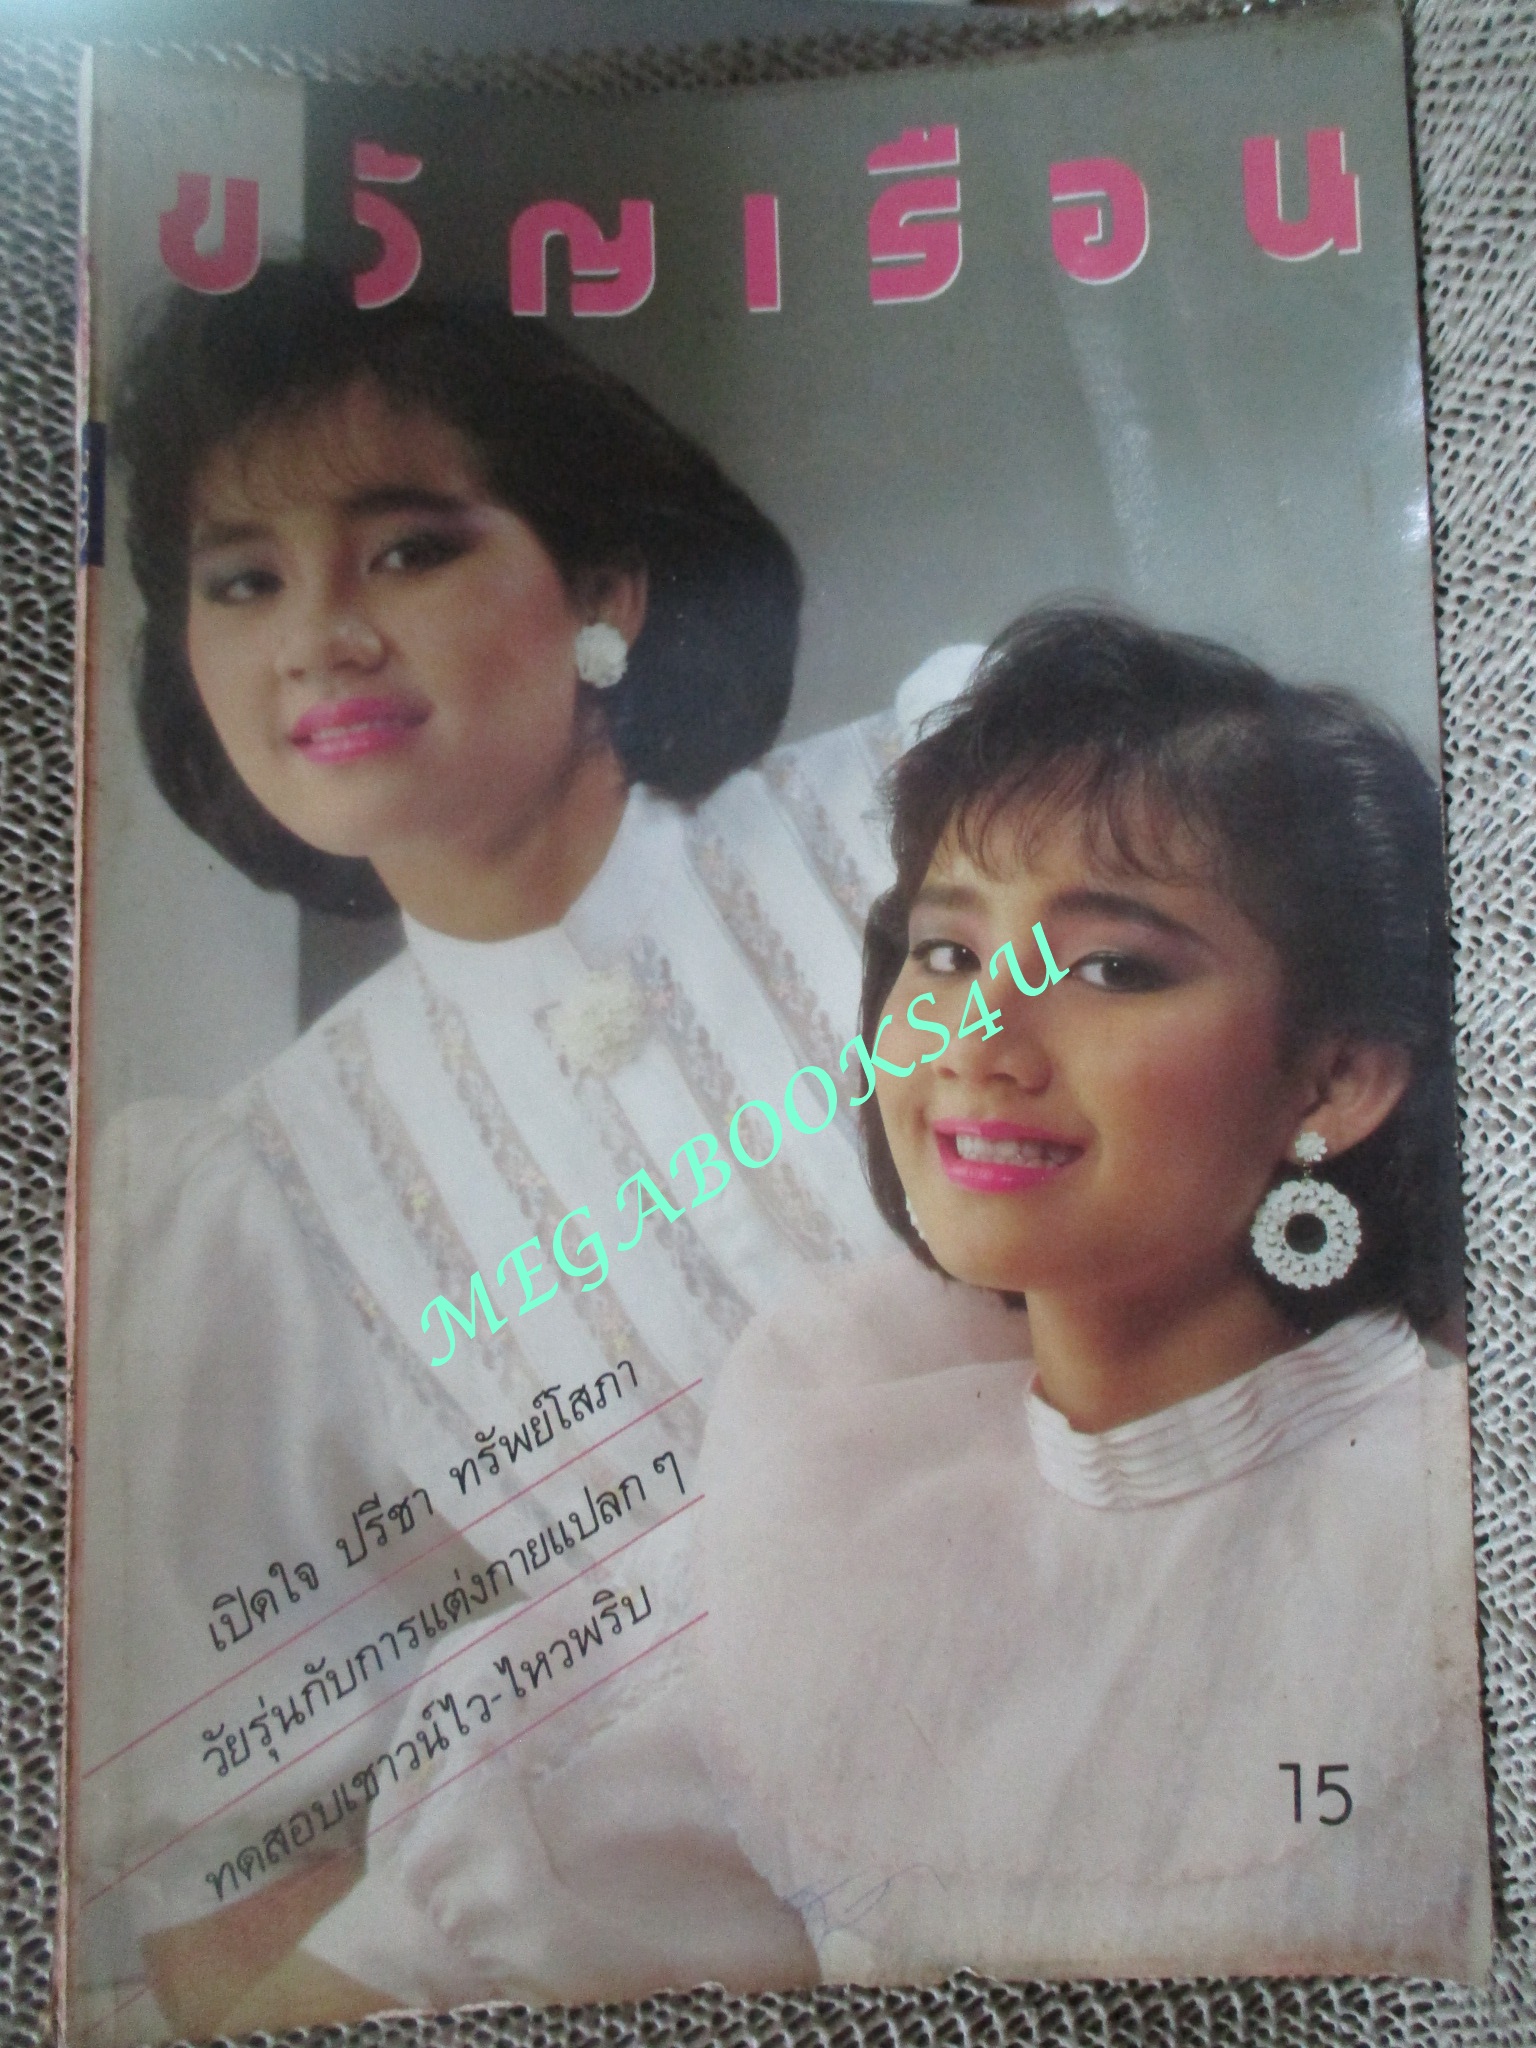 ขวัญเรือน
MEGABOOKS4U
เปิดใจ ปรีชา ทรัพย์โสภา
วัยรุ่นกับการแต่งกายแปลก ๆ
ทดสอบเชาวน์ไว-ไหวพริบ
15